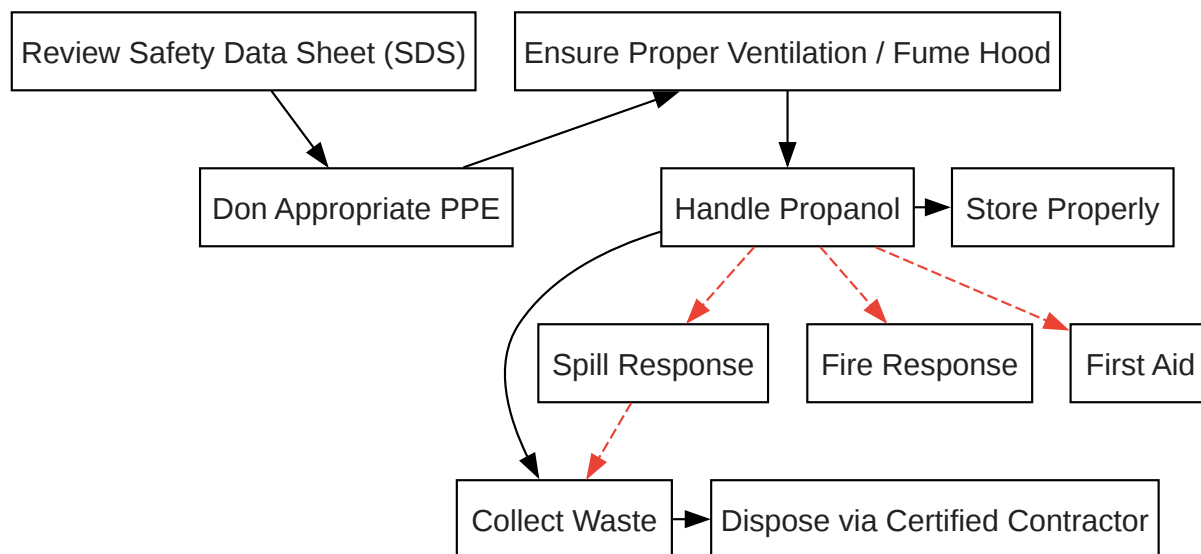 Review Safety Data Sheet (SDS)
Ensure Proper Ventilation / Fume Hood
Don Appropriate PPE
Handle Propanol
Store Properly
Spill Response
Fire Response
First Aid
Collect Waste
Dispose via Certified Contractor